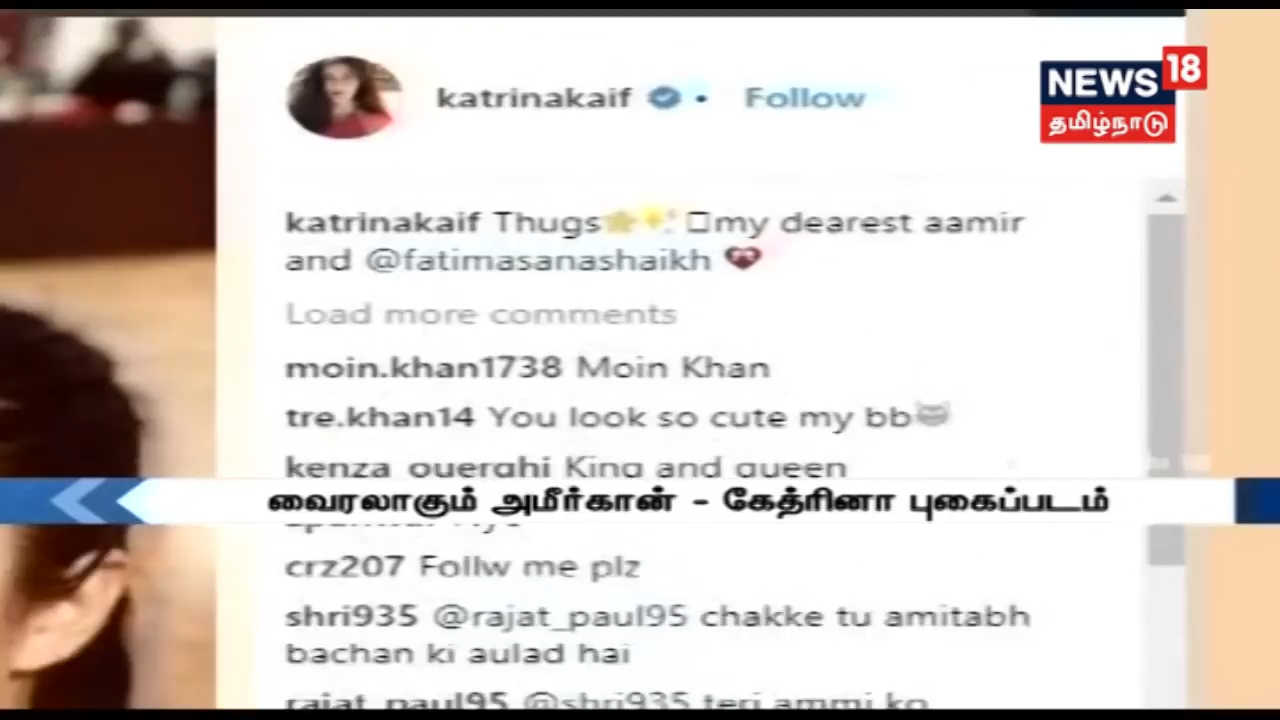 katrinakaif • Follow
NEWS 18
தமிழ்நாடு
katrinakaif Thugs my dearest aamir
and @fatimasanashaikh
Load more comments
moin.khan1738 Moin Khan
tre.khan14 You look so cute my bb
kenza_ouerghi King and queen
வைரலாகும் அமீர்கான் - கேத்ரினா புகைப்படம்
crz207 Follw me plz
shri935 @rajat_paul95 chakke tu amitabh
bachan ki aulad hai
rajat_paul95 @shri935 teri ammi ko